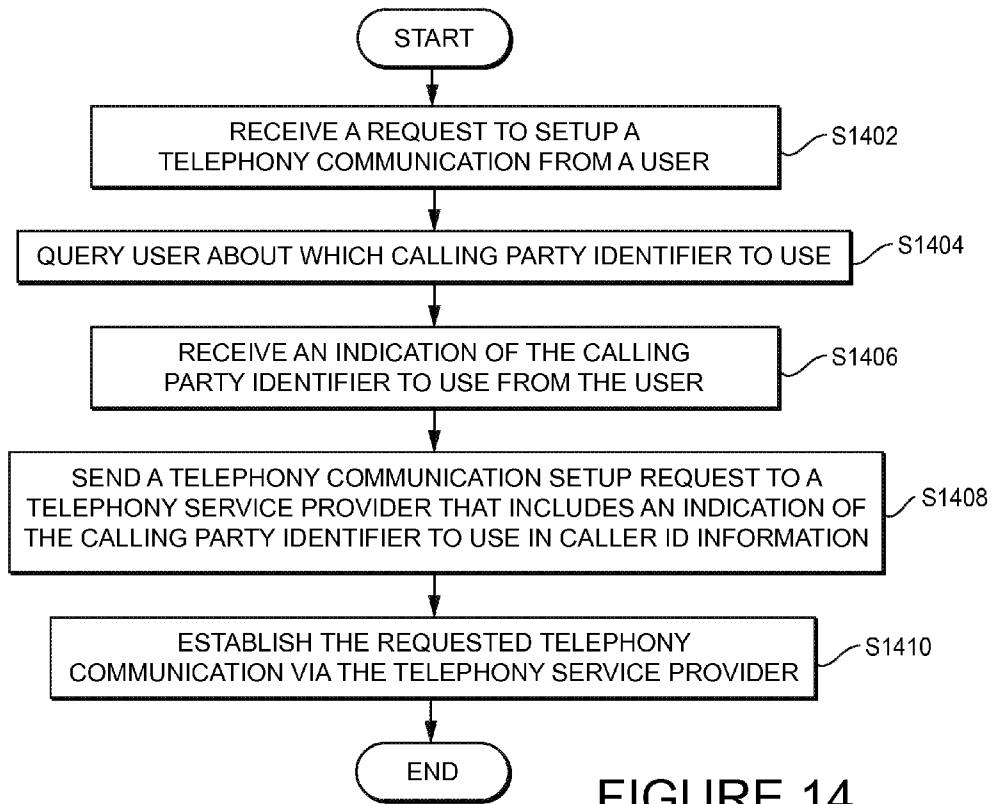 START
RECEIVE A REQUEST TO SETUP A
TELEPHONY COMMUNICATION FROM A USER
S1402
QUERY USER ABOUT WHICH CALLING PARTY IDENTIFIER TO USE
S1404
RECEIVE AN INDICATION OF THE CALLING
PARTY IDENTIFIER TO USE FROM THE USER
S1406
SEND A TELEPHONY COMMUNICATION SETUP REQUEST TO A
TELEPHONY SERVICE PROVIDER THAT INCLUDES AN INDICATION OF
THE CALLING PARTY IDENTIFIER TO USE IN CALLER ID INFORMATION
S1408
ESTABLISH THE REQUESTED TELEPHONY
COMMUNICATION VIA THE TELEPHONY SERVICE PROVIDER
S1410
END
FIGURE 14